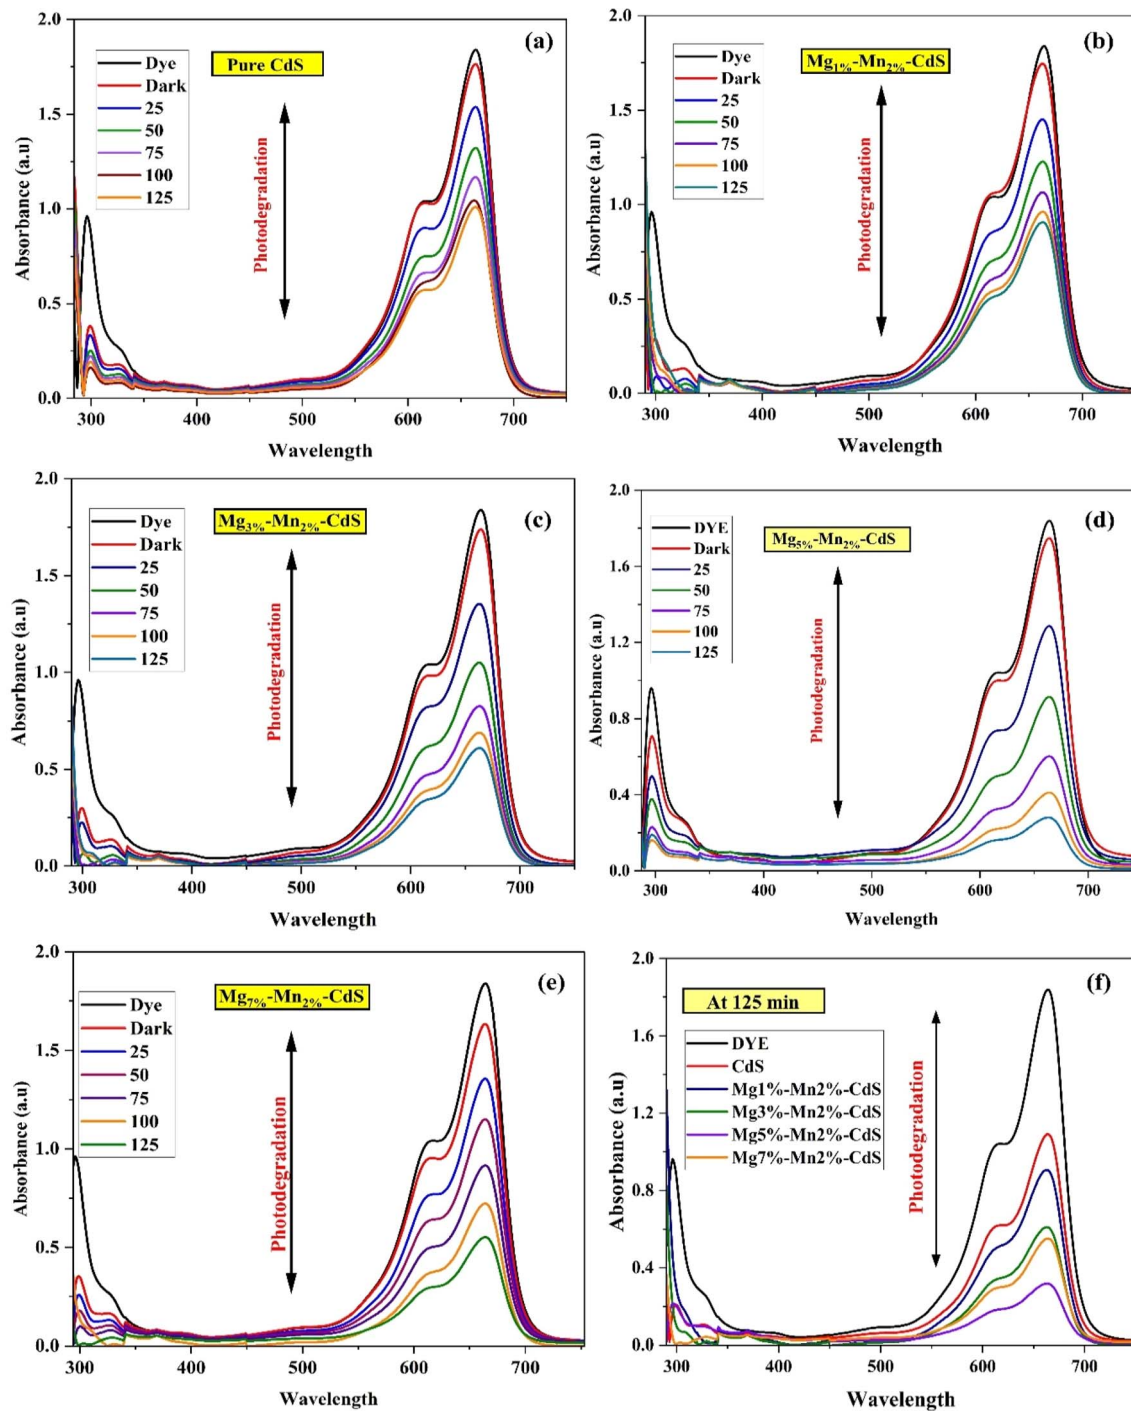 (a)
Pure CdS
Dye
Dark
25
50
75
100
125
Photodegradation
Absorbance (a.u)
2.0
1.5
1.0
0.5
0.0
300 400 500 600 700
Wavelength
(b)
Mg1%-Mn2%-CdS
Dye
Dark
25
50
75
100
125
Photodegradation
Absorbance (a.u)
2.0
1.5
1.0
0.5
0.0
300 400 500 600 700
Wavelength
(c)
Mg3%-Mn2%-CdS
Dye
Dark
25
50
75
100
125
Photodegradation
Absorbance (a.u)
2.0
1.5
1.0
0.5
0.0
300 400 500 600 700
Wavelength
(d)
Mg5%-Mn2%-CdS
DYE
Dark
25
50
75
100
125
Photodegradation
Absorbance (a.u)
2.0
1.6
1.2
0.8
0.4
0.0
300 400 500 600 700
Wavelength
(e)
Mg7%-Mn2%-CdS
Dye
Dark
25
50
75
100
125
Photodegradation
Absorbance (a.u)
2.0
1.5
1.0
0.5
0.0
300 400 500 600 700
Wavelength
(f)
At 125 min
DYE
CdS
Mg1%-Mn2%-CdS
Mg3%-Mn2%-CdS
Mg5%-Mn2%-CdS
Mg7%-Mn2%-CdS
Photodegradation
Absorbance (a.u)
2.0
1.6
1.2
0.8
0.4
0.0
300 400 500 600 700
Wavelength